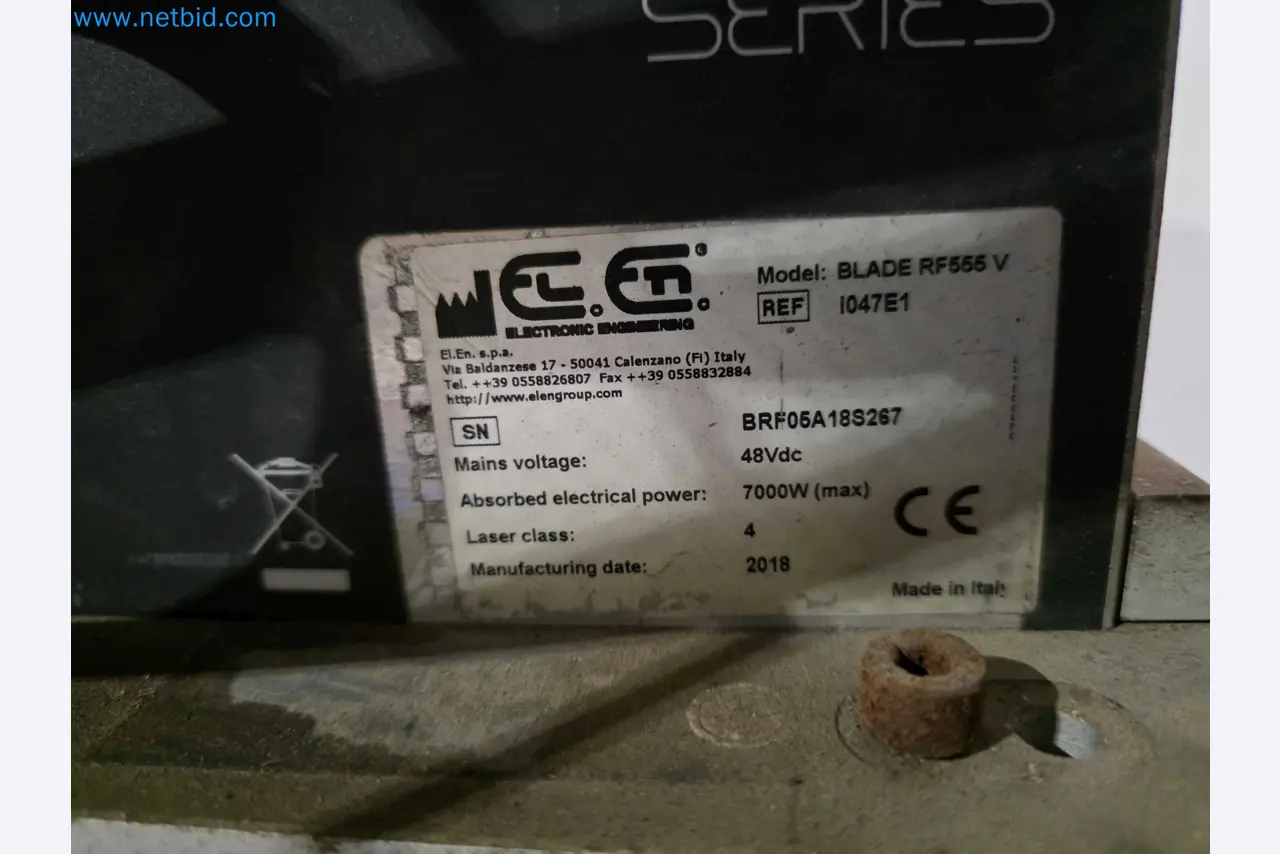 www.netbid.com
SERIES
EL.En.
ELECTRONIC ENGINEERING
Model: BLADE RF555 V
REF I047E1
El.En. s.p.a.
Via Baldanzese 17 - 50041 Calenzano (FI) Italy
Tel. ++39 0558826807 Fax ++39 0558832884
http://www.elengroup.com
SN BRF05A18S267
Mains voltage: 48Vdc
Absorbed electrical power: 7000W (max)
CE
Laser class: 4
Manufacturing date: 2018
Made in Italy